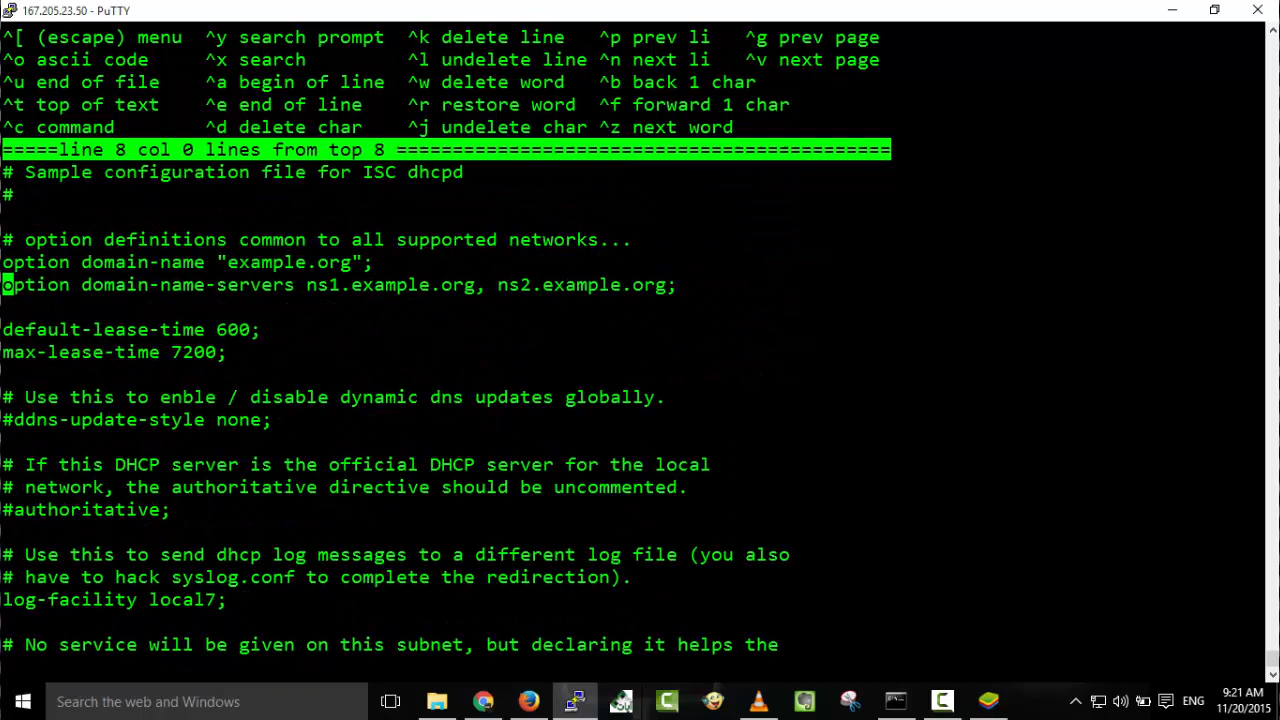 167.205.23.50 - PuTTY
^[ (escape) menu ^y search prompt ^k delete line ^p prev li ^g prev page
^o ascii code ^x search ^l undelete line ^n next li ^v next page
^u end of file ^a begin of line ^w delete word ^b back 1 char
^t top of text ^e end of line ^r restore word ^f forward 1 char
^c command ^d delete char ^j undelete char ^z next word
=====line 8 col 0 lines from top 8 ============================================
# Sample configuration file for ISC dhcpd
#
# option definitions common to all supported networks...
option domain-name "example.org";
option domain-name-servers ns1.example.org, ns2.example.org;
default-lease-time 600;
max-lease-time 7200;
# Use this to enble / disable dynamic dns updates globally.
#ddns-update-style none;
# If this DHCP server is the official DHCP server for the local
# network, the authoritative directive should be uncommented.
#authoritative;
# Use this to send dhcp log messages to a different log file (you also
# have to hack syslog.conf to complete the redirection).
log-facility local7;
# No service will be given on this subnet, but declaring it helps the
Search the web and Windows
ENG
9:21 AM
11/20/2015